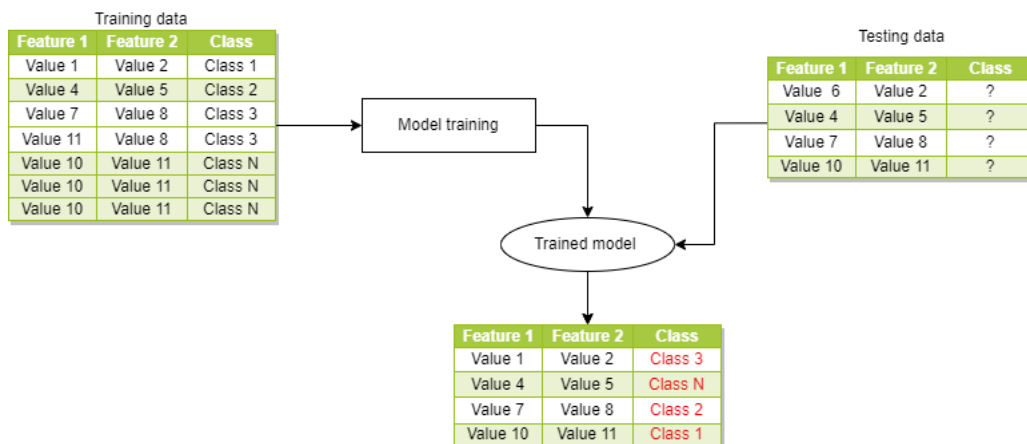 Training data
Feature 1 Feature 2 Class
Value 1 Value 2 Class 1
Value 4 Value 5 Class 2
Value 7 Value 8 Class 3
Value 11 Value 8 Class 3
Value 10 Value 11 Class N
Value 10 Value 11 Class N
Value 10 Value 11 Class N
Model training
Testing data
Feature 1 Feature 2 Class
Value 6 Value 2 ?
Value 4 Value 5 ?
Value 7 Value 8 ?
Value 10 Value 11 ?
Trained model
Feature 1 Feature 2 Class
Value 1 Value 2 Class 3
Value 4 Value 5 Class N
Value 7 Value 8 Class 2
Value 10 Value 11 Class 1